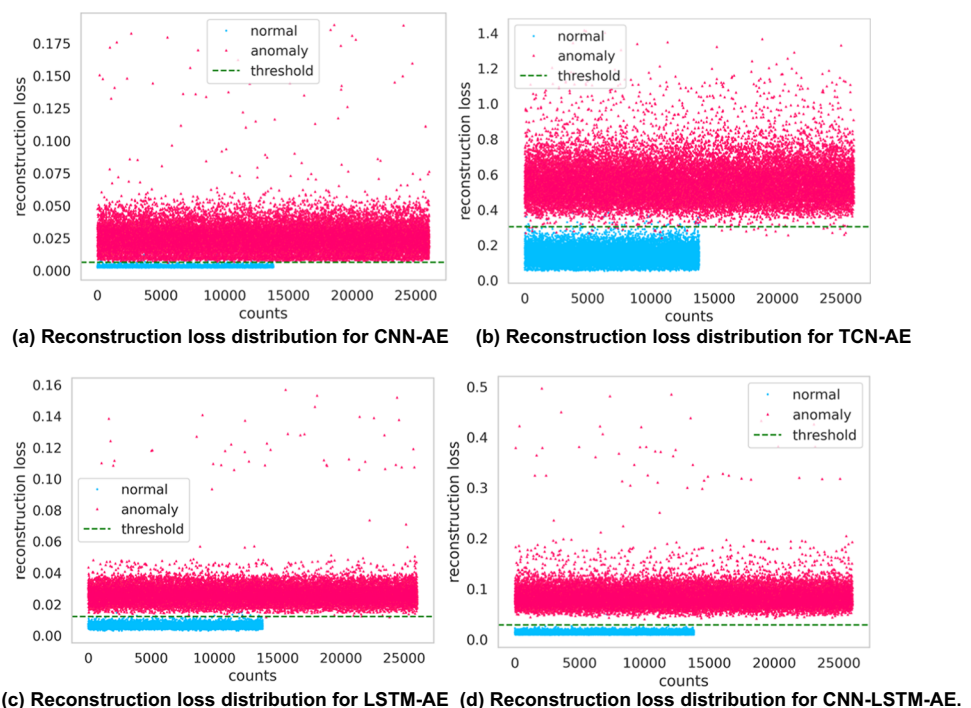 0.175
0.150
0.125
0.100
0.075
0.050
0.025
0.000
reconstruction loss
normal
anomaly
threshold
0 5000 10000 15000 20000 25000
counts
(a) Reconstruction loss distribution for CNN-AE
1.4
1.2
1.0
0.8
0.6
0.4
0.2
0.0
reconstruction loss
normal
anomaly
threshold
0 5000 10000 15000 20000 25000
counts
(b) Reconstruction loss distribution for TCN-AE
0.16
0.14
0.12
0.10
0.08
0.06
0.04
0.02
0.00
reconstruction loss
normal
anomaly
threshold
0 5000 10000 15000 20000 25000
counts
(c) Reconstruction loss distribution for LSTM-AE
0.5
0.4
0.3
0.2
0.1
0.0
reconstruction loss
normal
anomaly
threshold
0 5000 10000 15000 20000 25000
counts
(d) Reconstruction loss distribution for CNN-LSTM-AE.